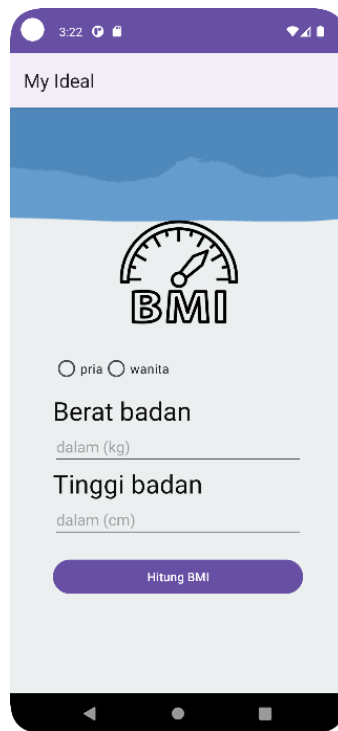 3:22
My Ideal
BMI
pria wanita
Berat badan
dalam (kg)
Tinggi badan
dalam (cm)
Hitung BMI